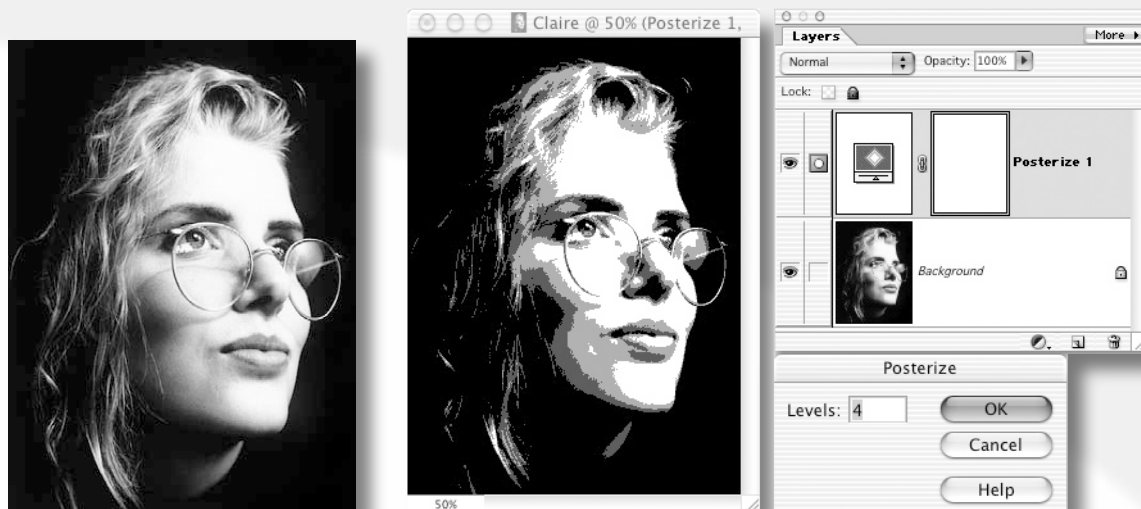 Claire @ 50% (Posterize 1,
50%
Layers
More
Normal
Opacity: 100%
Lock:
Posterize 1
Background
Posterize
Levels: 4
OK
Cancel
Help